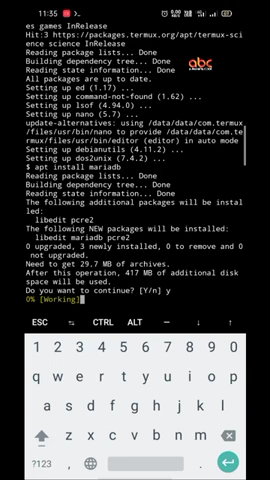 11:35
0.00
es games InRelease
Hit:3 https://packages.termux.org/apt/termux-sci
ence science InRelease
Reading package lists... Done
Building dependency tree... Done
Reading state information... Done
All packages are up to date.
abc
Setting up ed (1.17) ...
Setting up command-not-found (1.62) ...
Setting up lsof (4.94.0) ...
Setting up nano (5.7) ...
update-alternatives: using /data/data/com.termux
/files/usr/bin/nano to provide /data/data/com.te
rmux/files/usr/bin/editor (editor) in auto mode
Setting up debianutils (4.11.2) ...
Setting up dos2unix (7.4.2) ...
$ apt install mariadb
Reading package lists... Done
Building dependency tree... Done
Reading state information... Done
The following additional packages will be instal
led:
libedit pcre2
The following NEW packages will be installed:
libedit mariadb pcre2
0 upgraded, 3 newly installed, 0 to remove and 0
not upgraded.
Need to get 29.7 MB of archives.
After this operation, 417 MB of additional disk
space will be used.
Do you want to continue? [Y/n] y
0% [Working]
ESC ⇆ CTRL ALT − ↓ ↑
1 2 3 4 5 6 7 8 9 0
q w e r t y u i o p
a s d f g h j k l
z x c v b n m
?123 , .